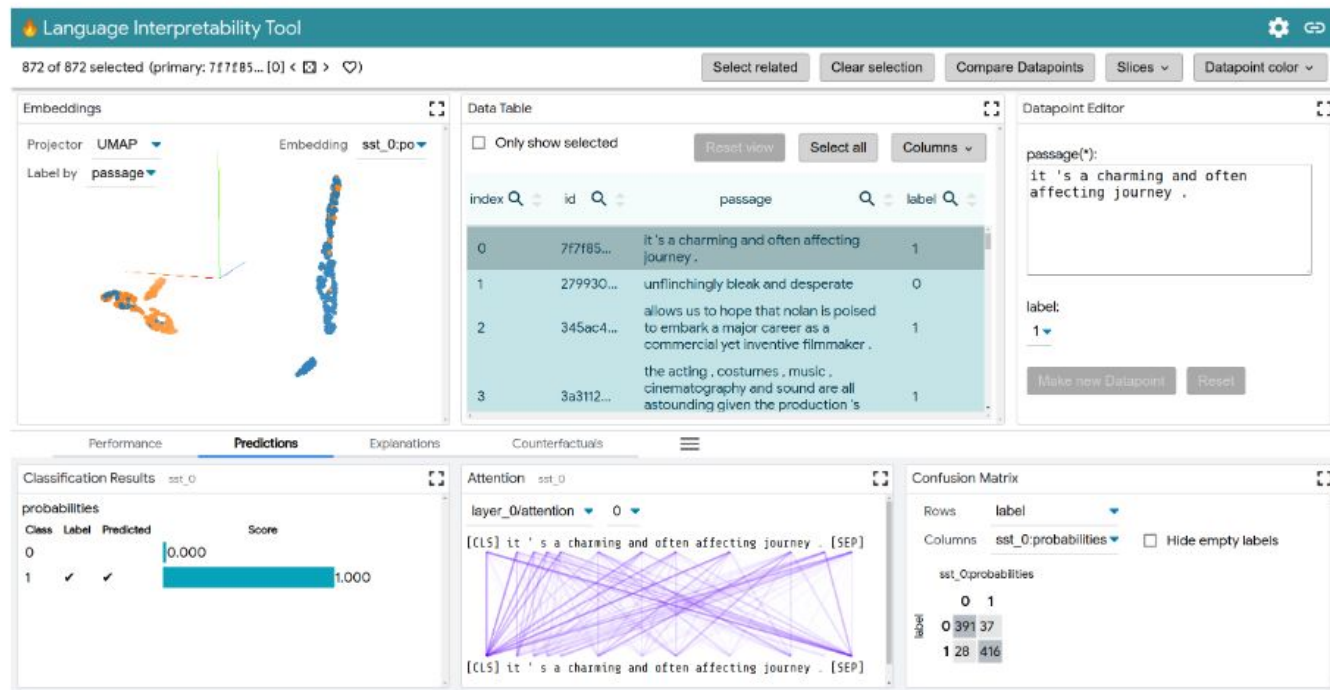 Language Interpretability Tool
872 of 872 selected (primary: 7f7f85... [0] < > )
Select related
Clear selection
Compare Datapoints
Slices
Datapoint color
Embeddings
Projector UMAP
Embedding sst_0:po
Label by passage
Data Table
Only show selected
Reset view
Select all
Columns
index id passage label
0 7f7f85... it 's a charming and often affecting
journey . 1
1 279930... unflinchingly bleak and desperate 0
allows us to hope that nolan is poised
2 345ac4... to embark a major career as a 1
commercial yet inventive filmmaker .
the acting , costumes , music ,
cinematography and sound are all
3 3a3112... astounding given the production 's 1
Datapoint Editor
passage(*):
it 's a charming and often
affecting journey .
label:
1
Make new Datapoint
Reset
Performance
Predictions
Explanations
Counterfactuals
Classification Results sst_0
probabilities
Class Label Predicted Score
0 0.000
1 ✔ ✔ 1.000
Attention sst_0
layer_0/attention 0
[CLS] it ' s a charming and often affecting journey . [SEP]
[CLS] it ' s a charming and often affecting journey . [SEP]
Confusion Matrix
Rows label
Columns sst_0:probabilities
Hide empty labels
sst_0:probabilities
0 1
label
0 391 37
1 28 416